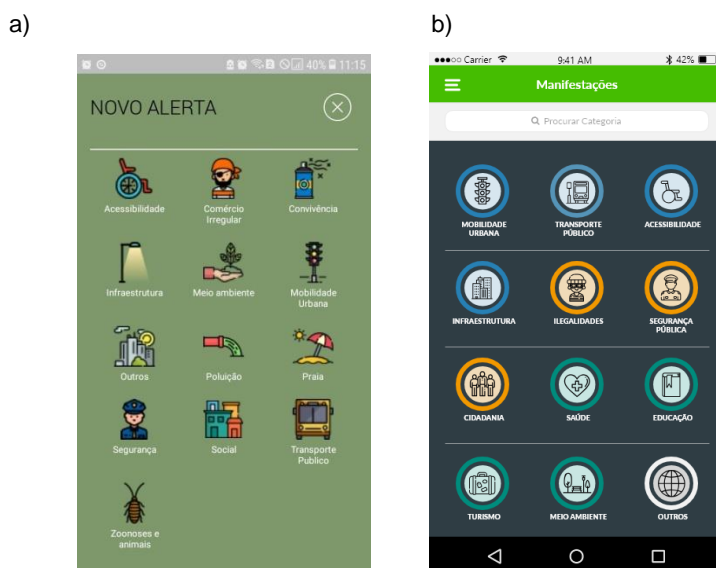 a)
b)
40% 11:15
NOVO ALERTA
Acessibilidade
Comércio
Irregular
Convivência
Infraestrutura
Meio ambiente
Mobilidade
Urbana
Outros
Poluição
Praia
Segurança
Social
Transporte
Publico
Zoonoses e
animais
Carrier 9:41 AM 42%
Manifestações
Procurar Categoria
MOBILIDADE
URBANA
TRANSPORTE
PÚBLICO
ACESSIBILIDADE
INFRAESTRUTURA
ILEGALIDADES
SEGURANÇA
PÚBLICA
CIDADANIA
SAÚDE
EDUCAÇÃO
TURISMO
MEIO AMBIENTE
OUTROS